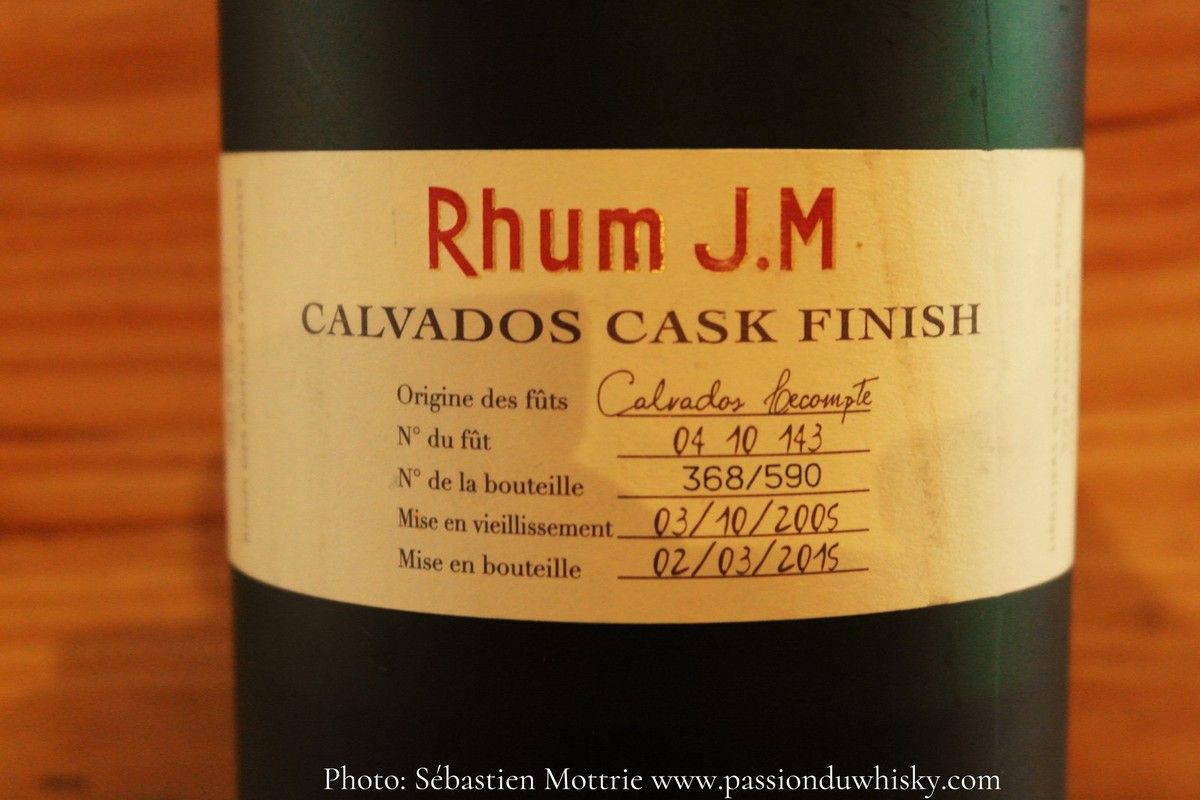 Rhum J.M
CALVADOS CASK FINISH
Origine des fûts Calvados Lecompte
N° du fût 04 10 143
N° de la bouteille 368/590
Mise en vieillissement 03/10/2005
Mise en bouteille 02/03/2015
Photo: Sébastien Mottrie www.passionduwhisky.com